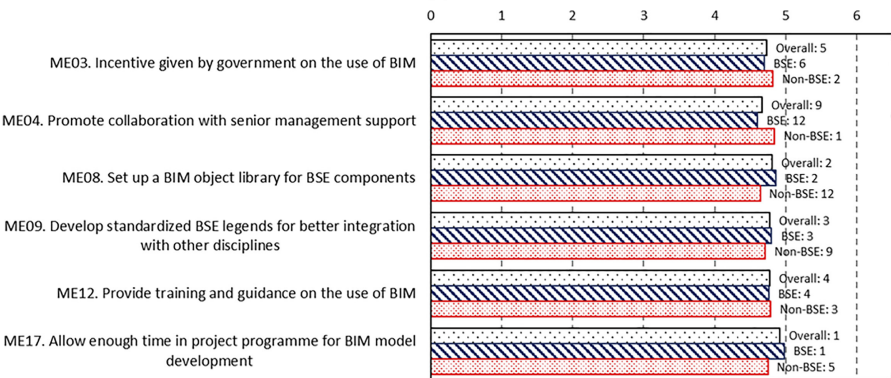 0 1 2 3 4 5 6
Overall: 5
ME03. Incentive given by government on the use of BIM
BSE: 6
Non-BSE: 2
Overall: 9
ME04. Promote collaboration with senior management support
BSE: 12
Non-BSE: 1
Overall: 2
ME08. Set up a BIM object library for BSE components
BSE: 2
Non-BSE: 12
Overall: 3
ME09. Develop standardized BSE legends for better integration
with other disciplines
BSE: 3
Non-BSE: 9
Overall: 4
ME12. Provide training and guidance on the use of BIM
BSE: 4
Non-BSE: 3
Overall: 1
ME17. Allow enough time in project programme for BIM model
development
BSE: 1
Non-BSE: 5